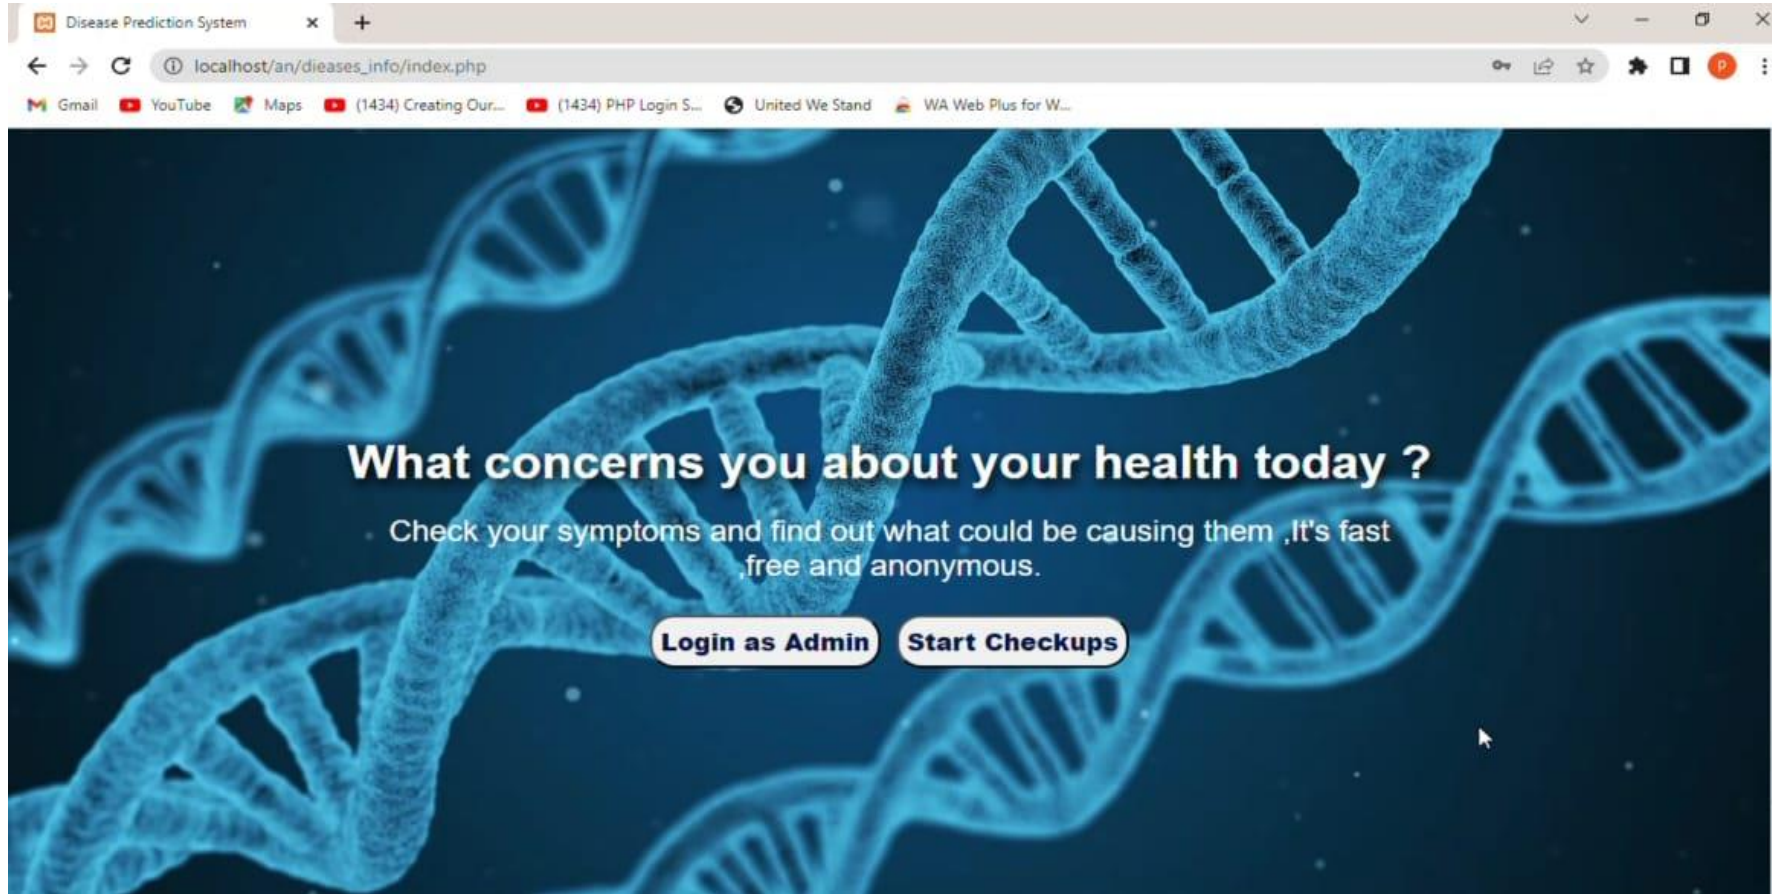 Disease Prediction System
localhost/an/dieases_info/index.php
P
Gmail YouTube Maps (1434) Creating Our... (1434) PHP Login S... United We Stand WA Web Plus for W...
What concerns you about your health today ?
Check your symptoms and find out what could be causing them ,It's fast
,free and anonymous.
Login as Admin Start Checkups